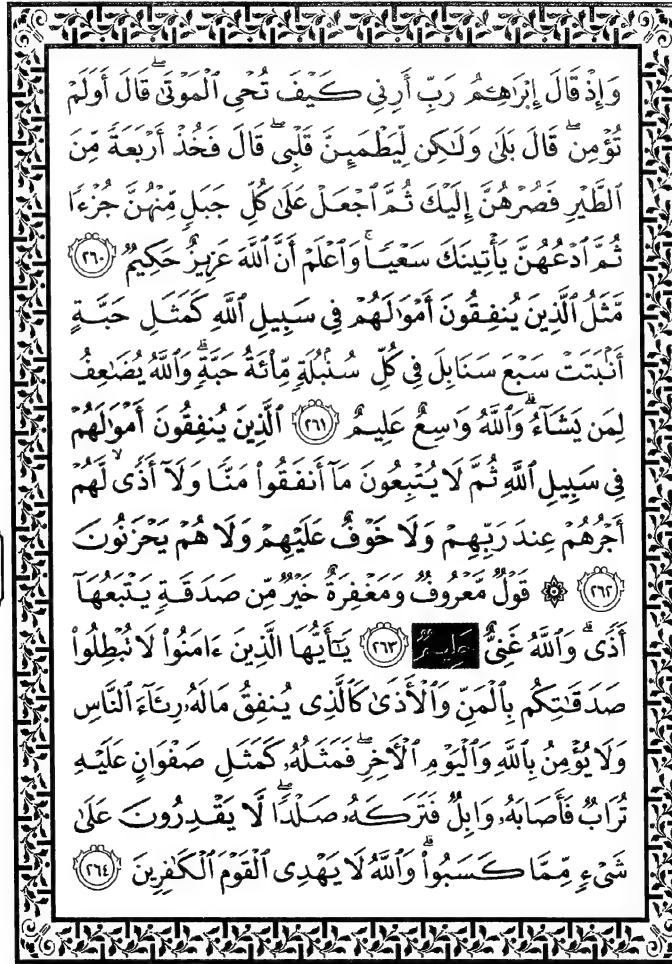 وَإِذْ قَالَ إِبْرَٰهِـۧمُ رَبِّ أَرِنِى كَيْفَ تُحْىِ ٱلْمَوْتَىٰ ۖ قَالَ أَوَلَمْ
تُؤْمِن ۖ قَالَ بَلَىٰ وَلَٰكِن لِّيَطْمَئِنَّ قَلْبِى ۖ قَالَ فَخُذْ أَرْبَعَةً مِّنَ
ٱلطَّيْرِ فَصُرْهُنَّ إِلَيْكَ ثُمَّ ٱجْعَلْ عَلَىٰ كُلِّ جَبَلٍ مِّنْهُنَّ جُزْءًا
ثُمَّ ٱدْعُهُنَّ يَأْتِينَكَ سَعْيًا ۚ وَٱعْلَمْ أَنَّ ٱللَّهَ عَزِيزٌ حَكِيمٌ ٢٦٠
مَّثَلُ ٱلَّذِينَ يُنفِقُونَ أَمْوَٰلَهُمْ فِى سَبِيلِ ٱللَّهِ كَمَثَلِ حَبَّةٍ
أَنۢبَتَتْ سَبْعَ سَنَابِلَ فِى كُلِّ سُنۢبُلَةٍ مِّا۟ئَةُ حَبَّةٍ ۗ وَٱللَّهُ يُضَٰعِفُ
لِمَن يَشَآءُ ۗ وَٱللَّهُ وَٰسِعٌ عَلِيمٌ ٢٦١ ٱلَّذِينَ يُنفِقُونَ أَمْوَٰلَهُمْ
فِى سَبِيلِ ٱللَّهِ ثُمَّ لَا يُتْبِعُونَ مَآ أَنفَقُوا۟ مَنًّا وَلَآ أَذًى ۙ لَّهُمْ
أَجْرُهُمْ عِندَ رَبِّهِمْ وَلَا خَوْفٌ عَلَيْهِمْ وَلَا هُمْ يَحْزَنُونَ
٢٦٢ ۞ قَوْلٌ مَّعْرُوفٌ وَمَغْفِرَةٌ خَيْرٌ مِّن صَدَقَةٍ يَتْبَعُهَآ
أَذًى ۗ وَٱللَّهُ غَنِىٌّ ٢٦٣ يَٰٓأَيُّهَا ٱلَّذِينَ ءَامَنُوا۟ لَا تُبْطِلُوا۟
صَدَقَٰتِكُم بِٱلْمَنِّ وَٱلْأَذَىٰ كَٱلَّذِى يُنفِقُ مَالَهُۥ رِئَآءَ ٱلنَّاسِ
وَلَا يُؤْمِنُ بِٱللَّهِ وَٱلْيَوْمِ ٱلْءَاخِرِ ۖ فَمَثَلُهُۥ كَمَثَلِ صَفْوَانٍ عَلَيْهِ
تُرَابٌ فَأَصَابَهُۥ وَابِلٌ فَتَرَكَهُۥ صَلْدًا ۖ لَّا يَقْدِرُونَ عَلَىٰ
شَىْءٍ مِّمَّا كَسَبُوا۟ ۗ وَٱللَّهُ لَا يَهْدِى ٱلْقَوْمَ ٱلْكَٰفِرِينَ ٢٦٤